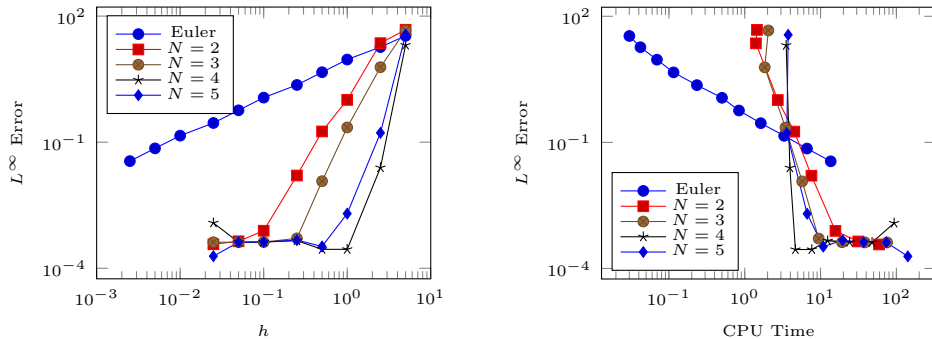 10^2
10^−1
10^−4
L^∞ Error
Euler
N = 2
N = 3
N = 4
N = 5
10^−3
10^−2
10^−1
10^0
10^1
h
10^2
10^−1
10^−4
L^∞ Error
Euler
N = 2
N = 3
N = 4
N = 5
10^−1
10^0
10^1
10^2
CPU Time